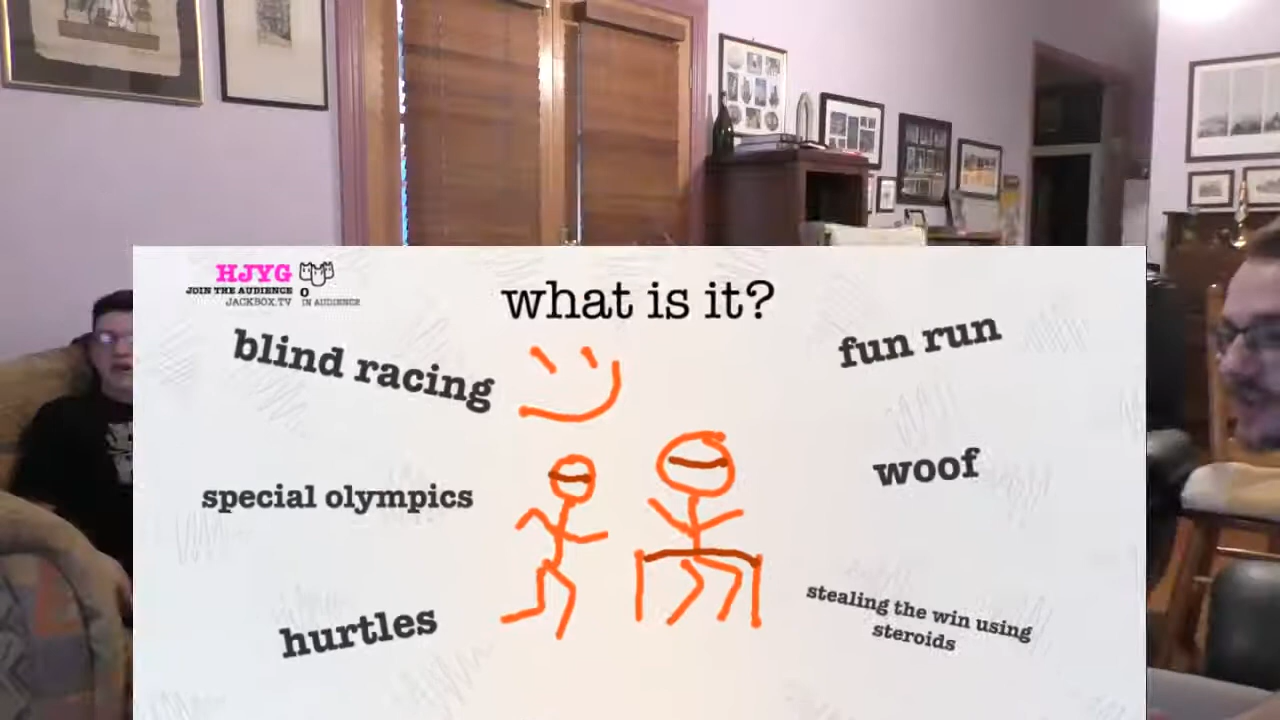 HJYG
JOIN THE AUDIENCE
JACKBOX.TV
0
IN AUDIENCE
what is it?
blind racing
fun run
special olympics
woof
hurtles
stealing the win using
steroids